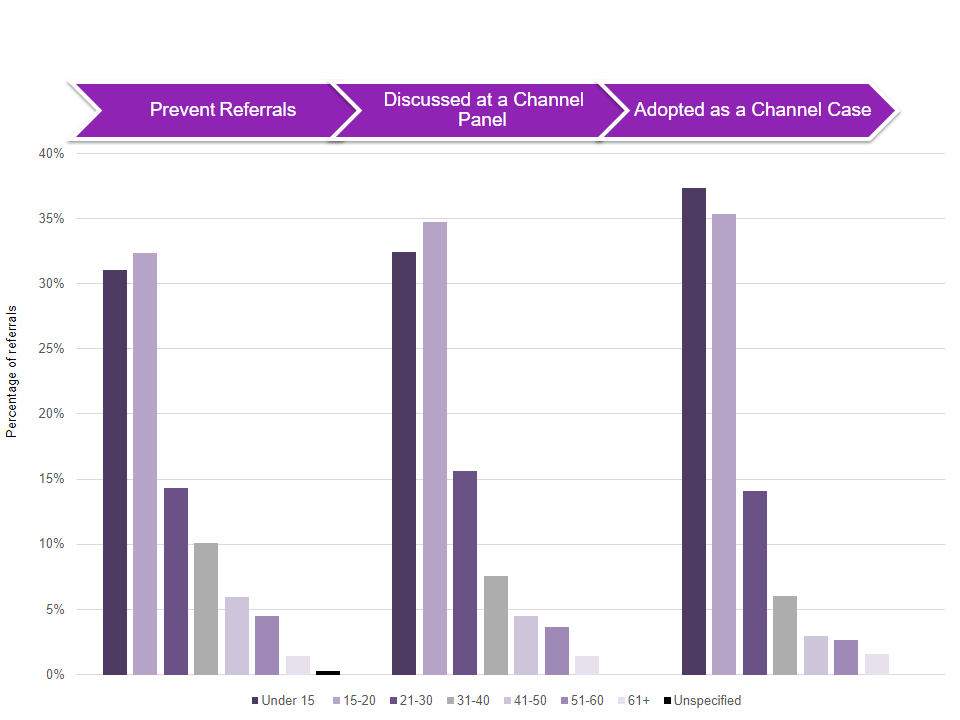 Prevent Referrals
Discussed at a Channel
Panel
Adopted as a Channel Case
40%
35%
30%
25%
20%
15%
10%
5%
0%
Percentage of referrals
Under 15
15-20
21-30
31-40
41-50
51-60
61+
Unspecified